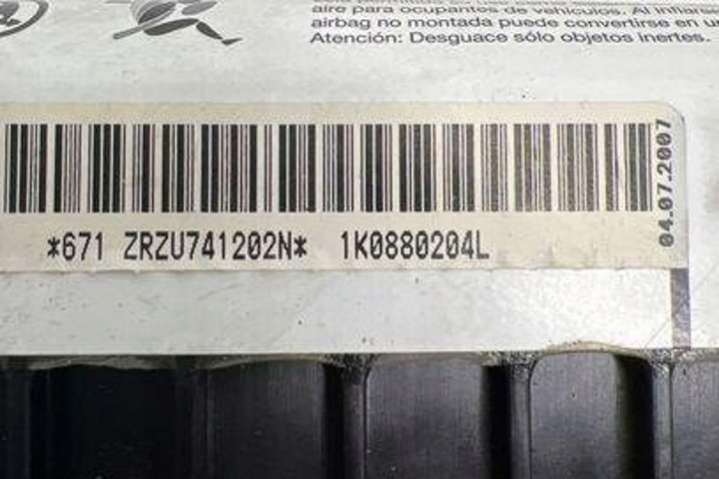 aire para ocupantes de vehículos. Al inflarse
airbag no montada puede convertirse en u
Atención: Desguace sólo objetos inertes.
04.07.2007
*671 ZRZU741202N* 1K0880204L